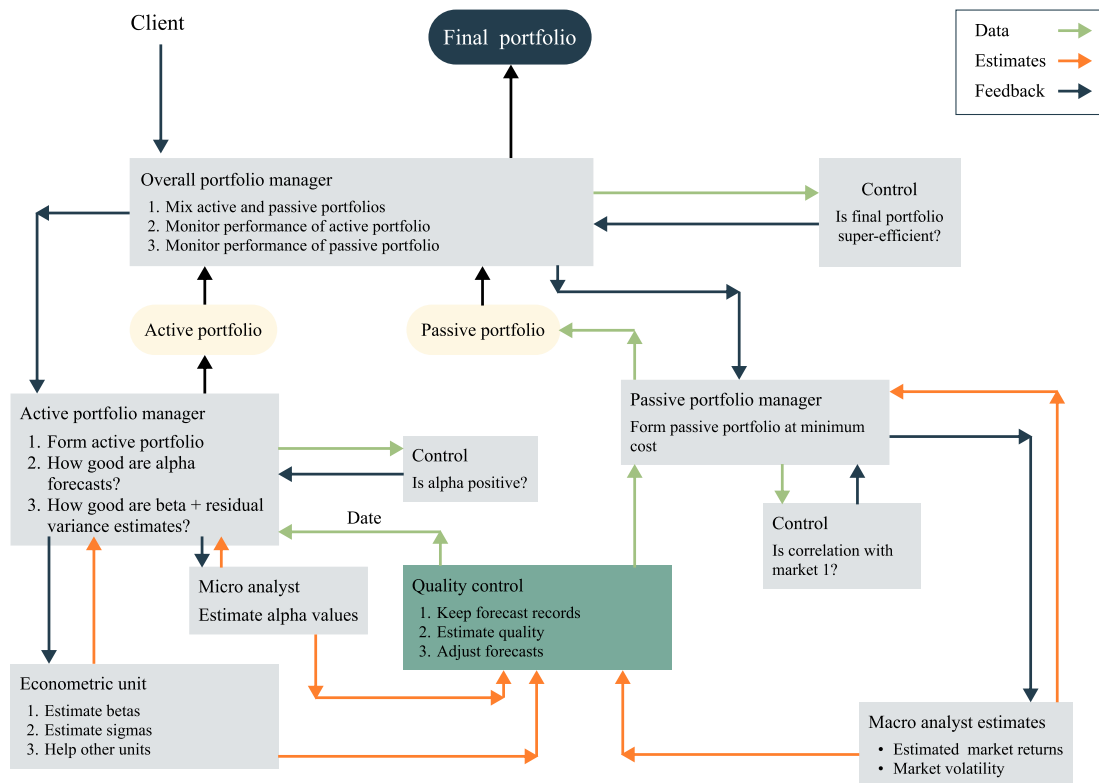 Client
Final portfolio
Data
Estimates
Feedback
Overall portfolio manager
1. Mix active and passive portfolios
2. Monitor performance of active portfolio
3. Monitor performance of passive portfolio
Control
Is final portfolio
super-efficient?
Active portfolio
Passive portfolio
Active portfolio manager
1. Form active portfolio
2. How good are alpha
forecasts?
3. How good are beta + residual
variance estimates?
Control
Is alpha positive?
Passive portfolio manager
Form passive portfolio at minimum
cost
Date
Control
Is correlation with
market 1?
Micro analyst
Estimate alpha values
Quality control
1. Keep forecast records
2. Estimate quality
3. Adjust forecasts
Econometric unit
1. Estimate betas
2. Estimate sigmas
3. Help other units
Macro analyst estimates
• Estimated market returns
• Market volatility